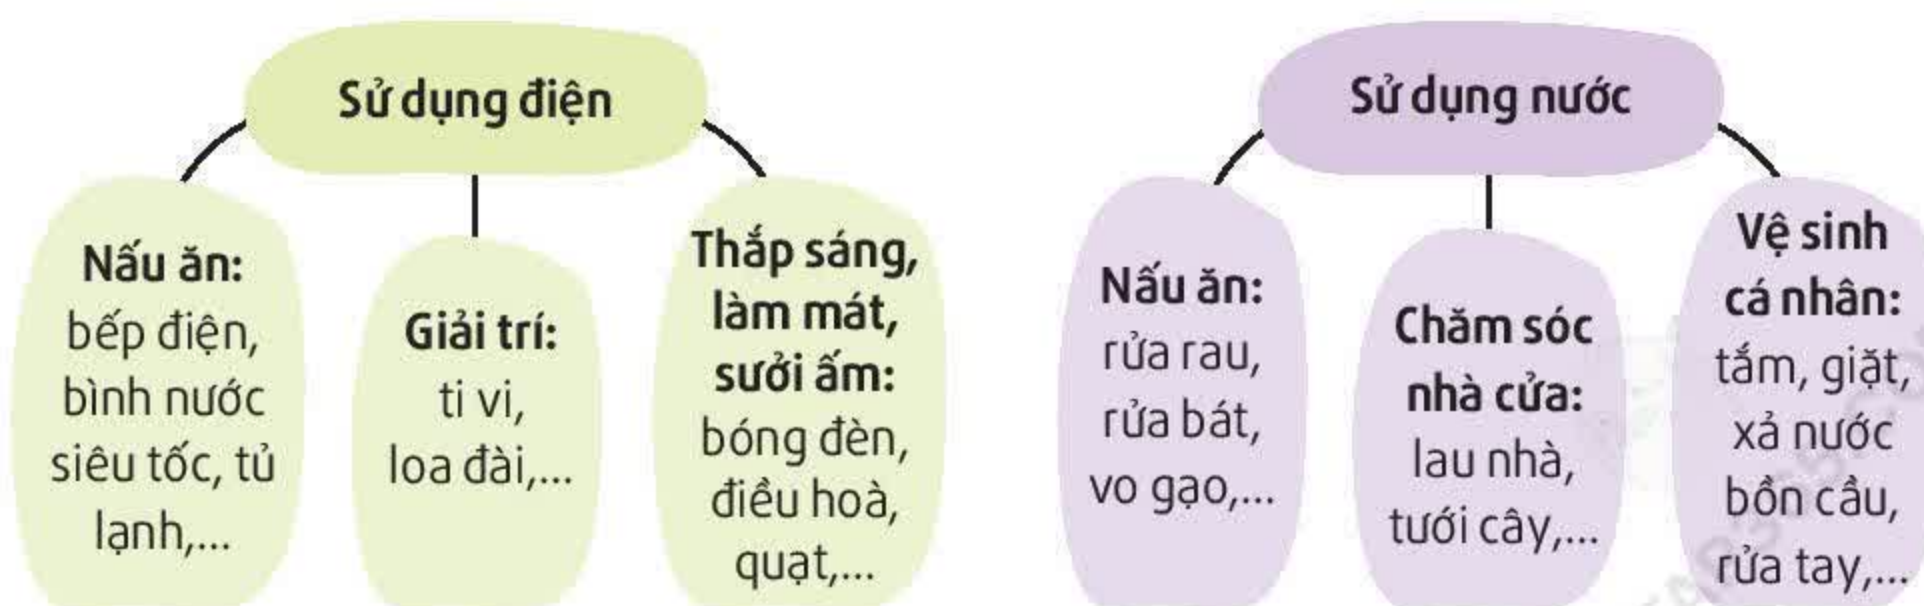 Sử dụng điện
Nấu ăn:
bếp điện,
bình nước
siêu tốc, tủ
lạnh,...
Giải trí:
ti vi,
loa đài,...
Thắp sáng,
làm mát,
sưởi ấm:
bóng đèn,
điều hoà,
quạt,...
Sử dụng nước
Nấu ăn:
rửa rau,
rửa bát,
vo gạo,...
Chăm sóc
nhà cửa:
lau nhà,
tưới cây,...
Vệ sinh
cá nhân:
tắm, giặt,
xả nước
bồn cầu,
rửa tay,...